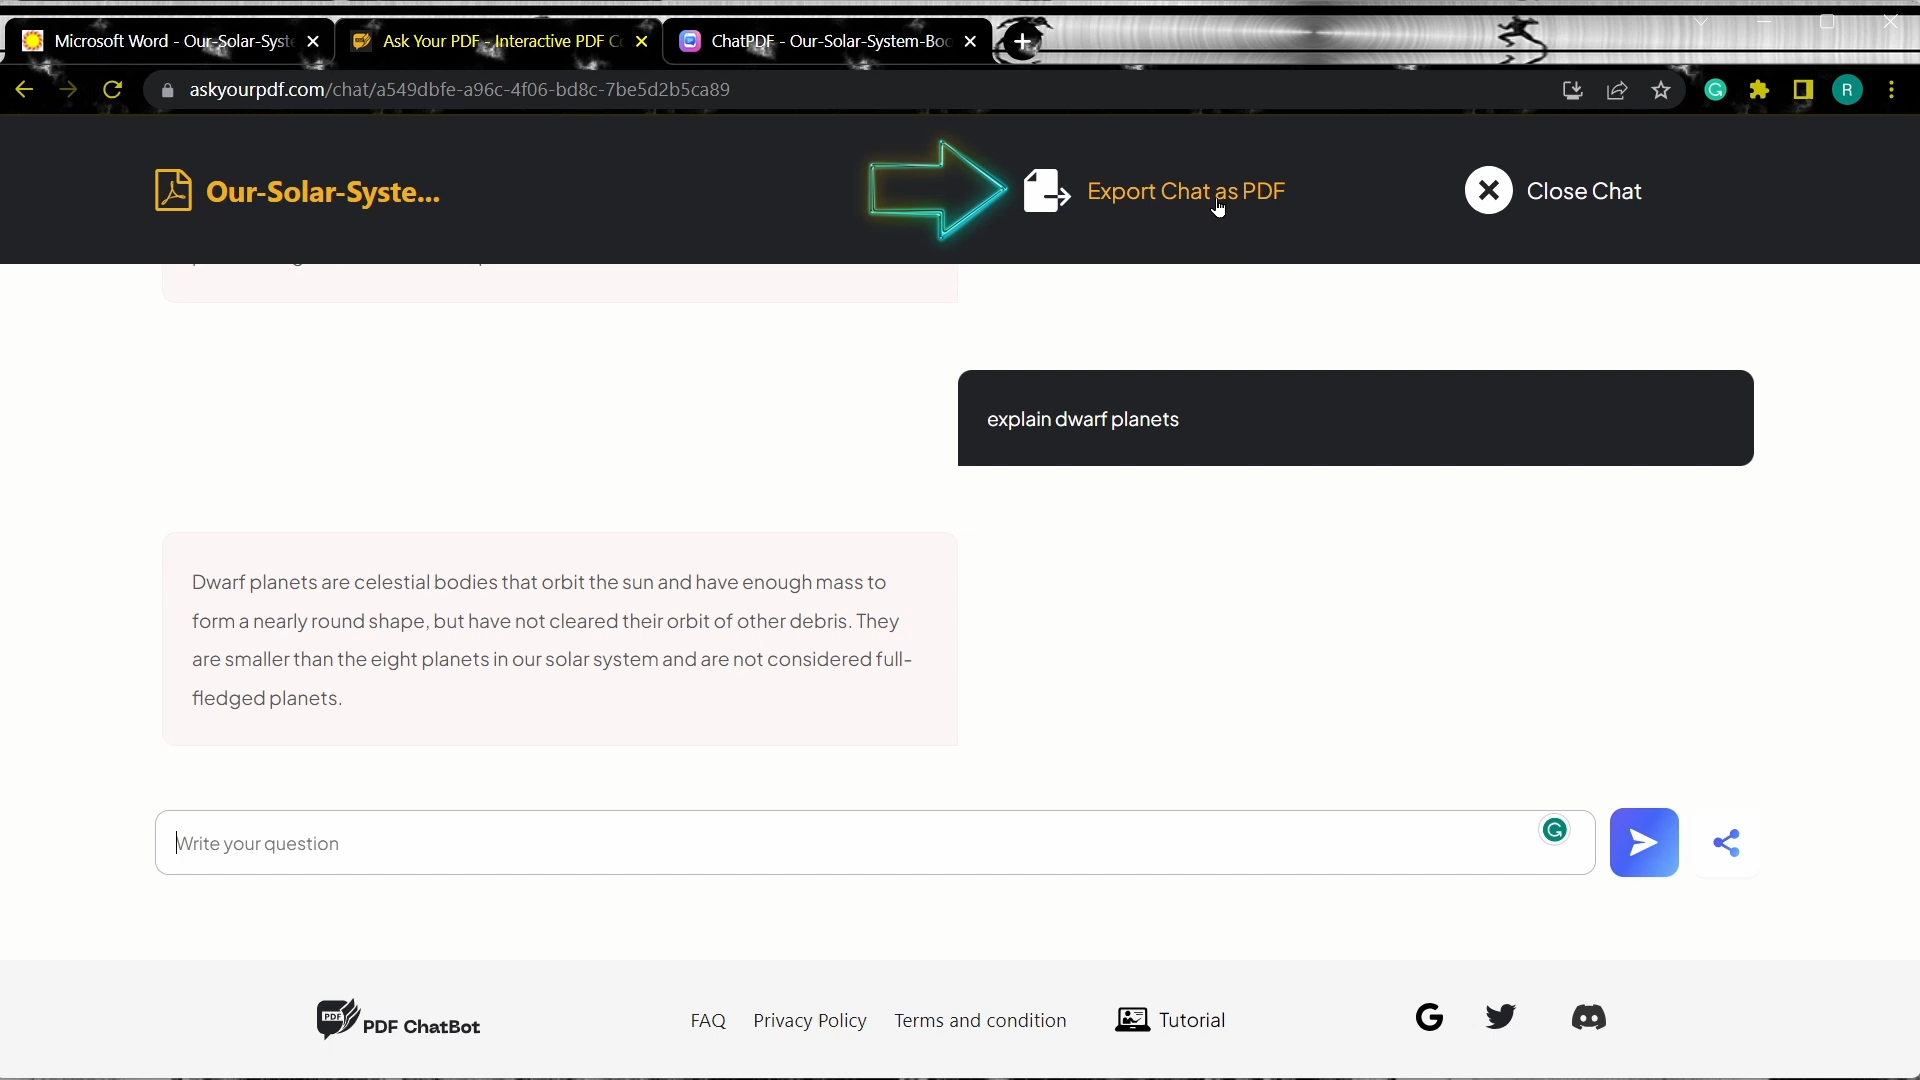 Microsoft Word - Our-Solar-Syste
Ask Your PDF - Interactive PDF C
ChatPDF - Our-Solar-System-Boo
askyourpdf.com/chat/a549dbfe-a96c-4f06-bd8c-7be5d2b5ca89
R
Our-Solar-Syste...
Export Chat as PDF
Close Chat
explain dwarf planets
Dwarf planets are celestial bodies that orbit the sun and have enough mass to
form a nearly round shape, but have not cleared their orbit of other debris. They
are smaller than the eight planets in our solar system and are not considered full-
fledged planets.
Write your question
PDF
PDF ChatBot
FAQ
Privacy Policy
Terms and condition
Tutorial